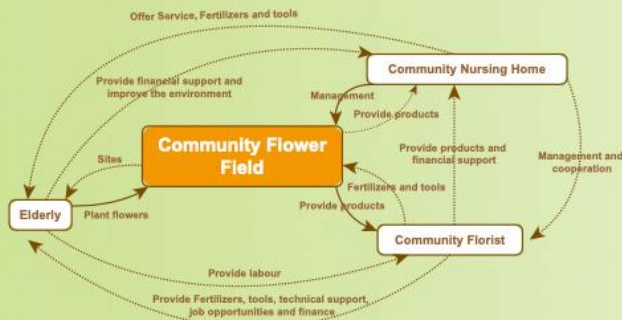 Offer Service, Fertilizers and tools
Community Nursing Home
Provide financial support and
improve the environment
Management
Provide products
Community Flower
Field
Provide products and
financial support
Management and
cooperation
Sites
Fertilizers and tools
Elderly
Plant flowers
Provide products
Community Florist
Provide labour
Provide Fertilizers, tools, technical support,
job opportunities and finance